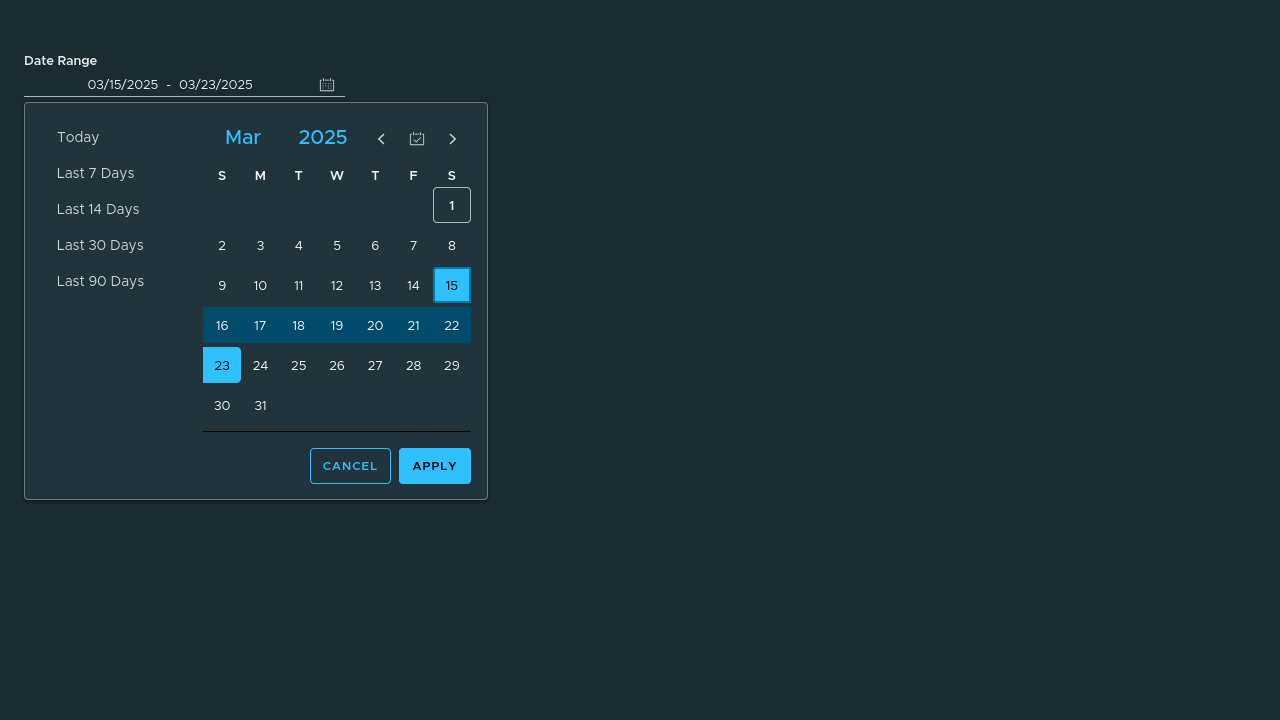 Date Range
03/15/2025 - 03/23/2025
Today
Last 7 Days
Last 14 Days
Last 30 Days
Last 90 Days
Mar 2025
S M T W T F S
1
2 3 4 5 6 7 8
9 10 11 12 13 14 15
16 17 18 19 20 21 22
23 24 25 26 27 28 29
30 31
CANCEL APPLY